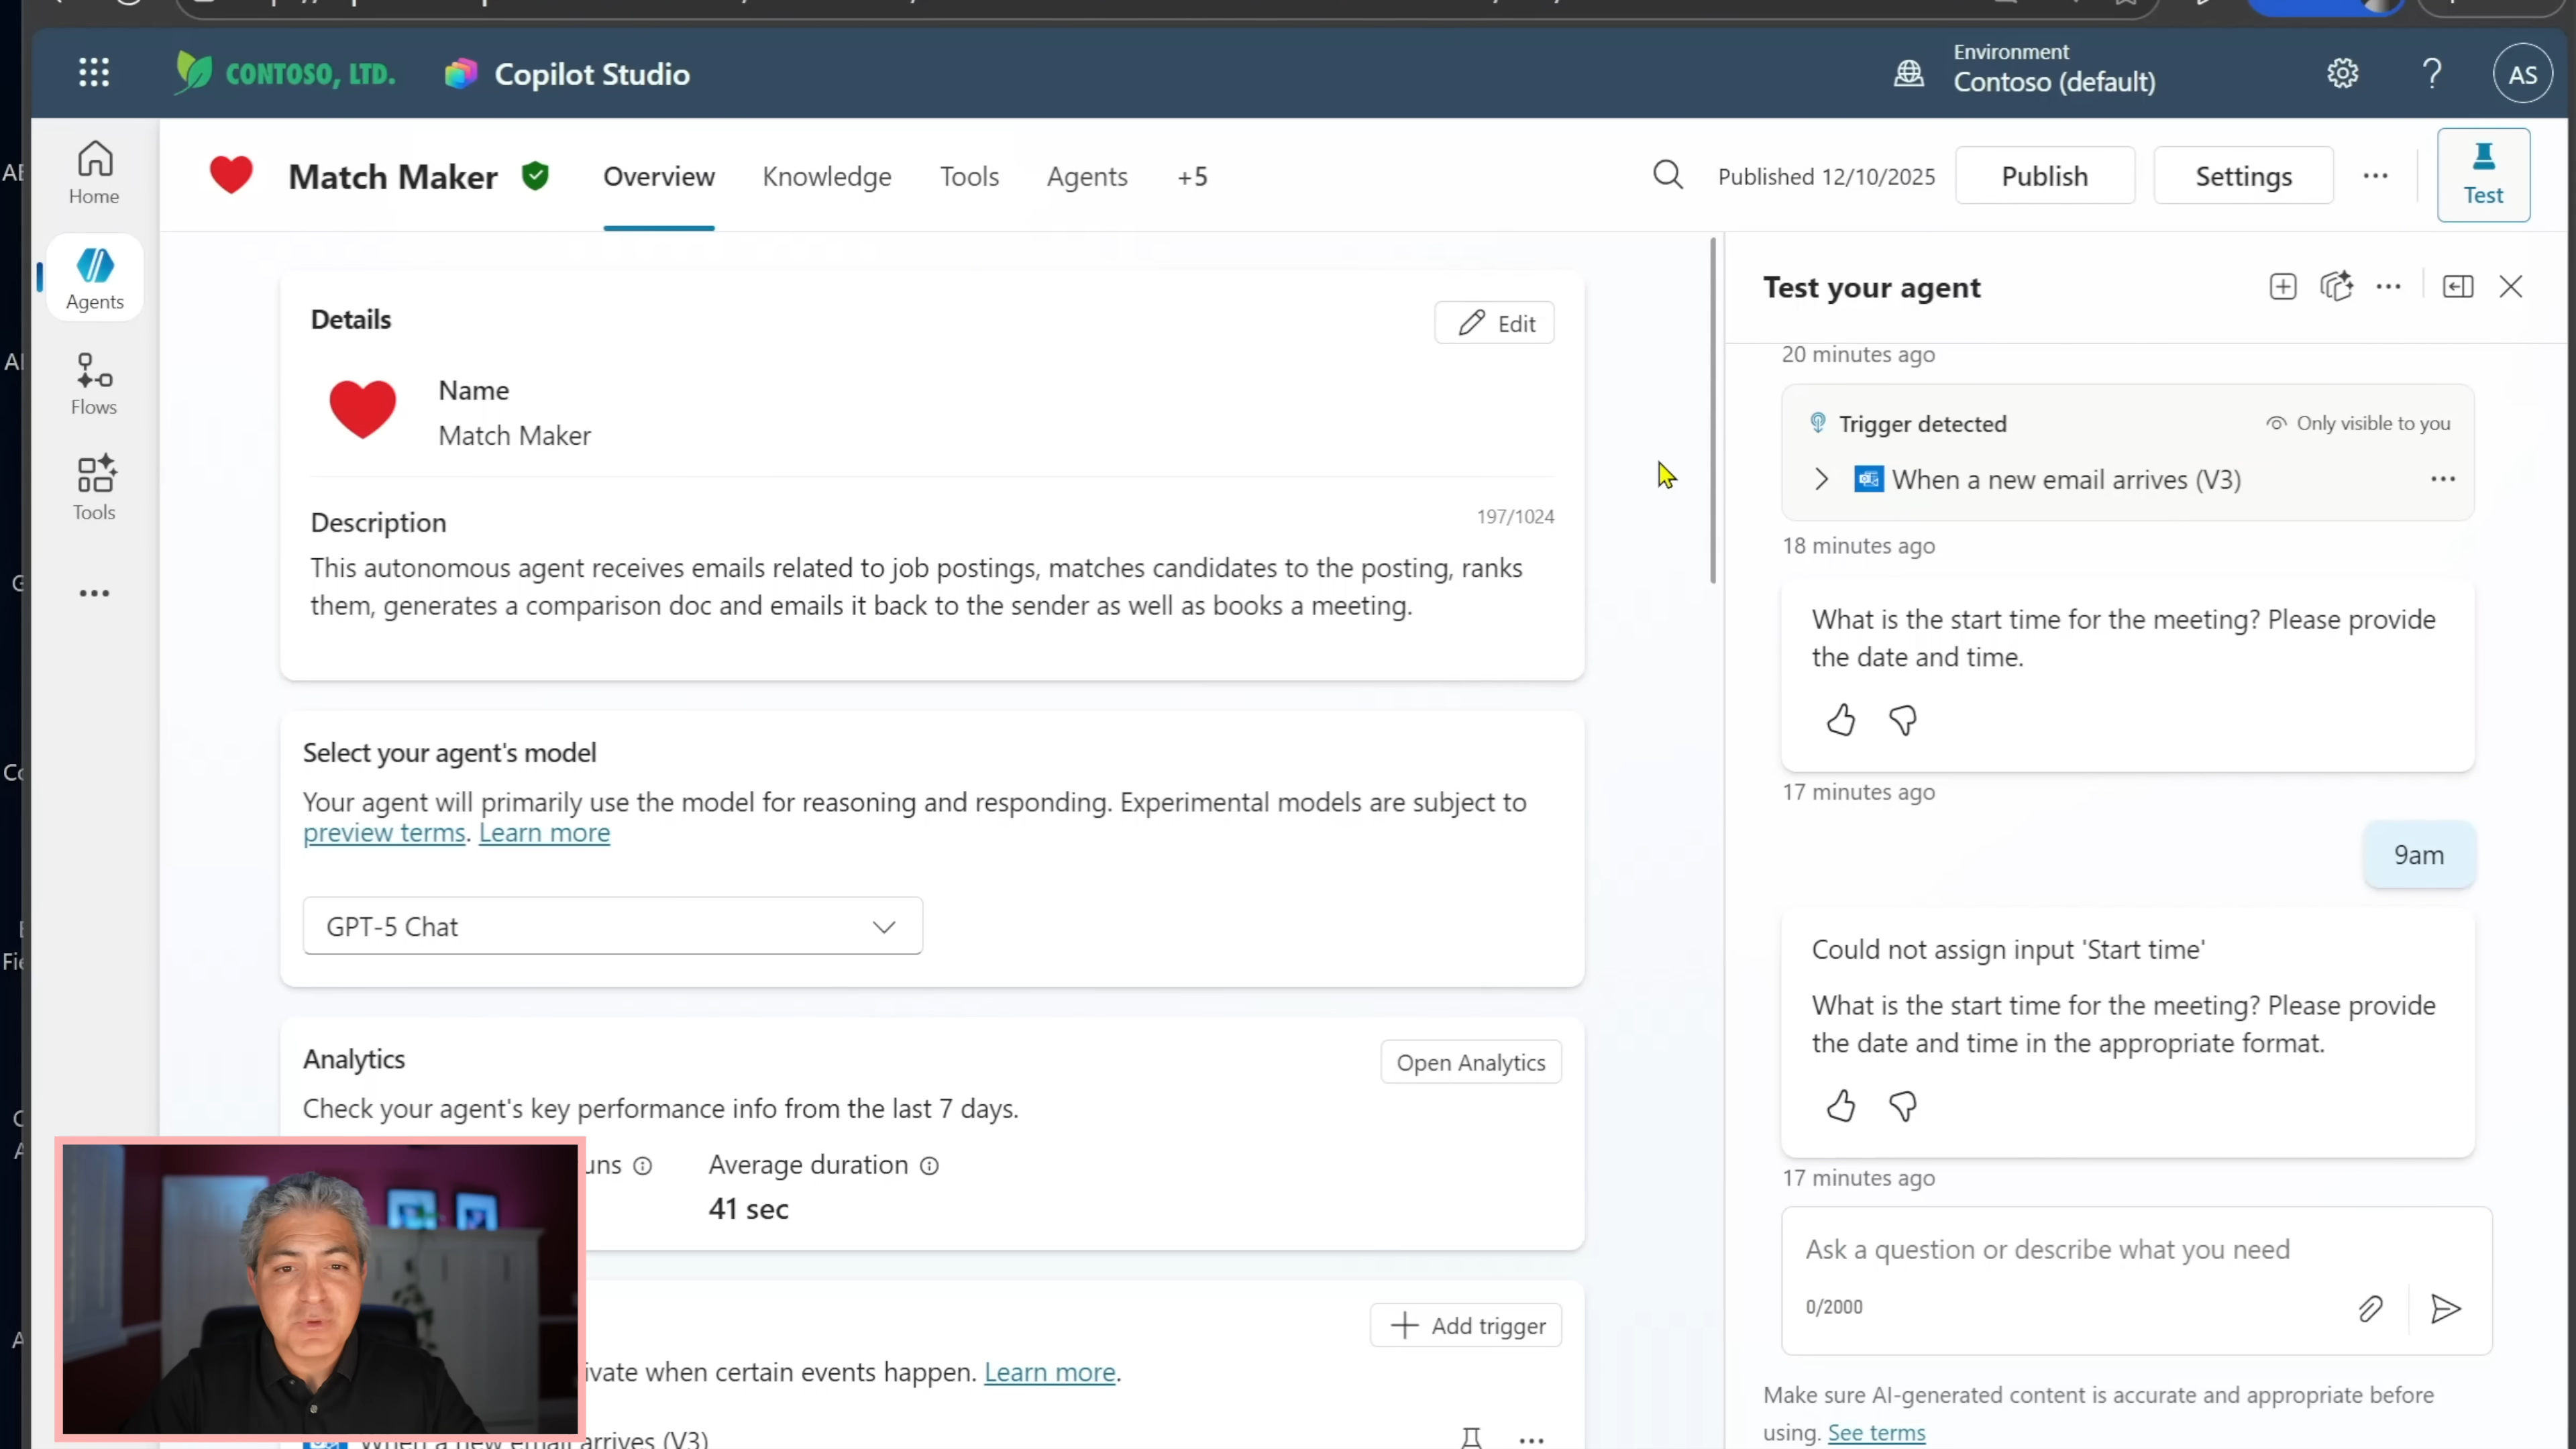 CONTOSO, LTD.
Copilot Studio
Environment
Contoso (default)
AS
Home
Agents
Flows
Tools
Match Maker
Overview
Knowledge
Tools
Agents
+5
Published 12/10/2025
Publish
Settings
Test
Details
Edit
Name
Match Maker
Description
197/1024
This autonomous agent receives emails related to job postings, matches candidates to the posting, ranks
them, generates a comparison doc and emails it back to the sender as well as books a meeting.
Select your agent's model
Your agent will primarily use the model for reasoning and responding. Experimental models are subject to
preview terms. Learn more
GPT-5 Chat
Analytics
Open Analytics
Check your agent's key performance info from the last 7 days.
Average duration
41 sec
Add trigger
when certain events happen. Learn more.
When a new email arrives (V3)
Test your agent
20 minutes ago
Trigger detected
Only visible to you
When a new email arrives (V3)
18 minutes ago
What is the start time for the meeting? Please provide
the date and time.
17 minutes ago
9am
Could not assign input 'Start time'
What is the start time for the meeting? Please provide
the date and time in the appropriate format.
17 minutes ago
Ask a question or describe what you need
0/2000
Make sure AI-generated content is accurate and appropriate before
using. See terms